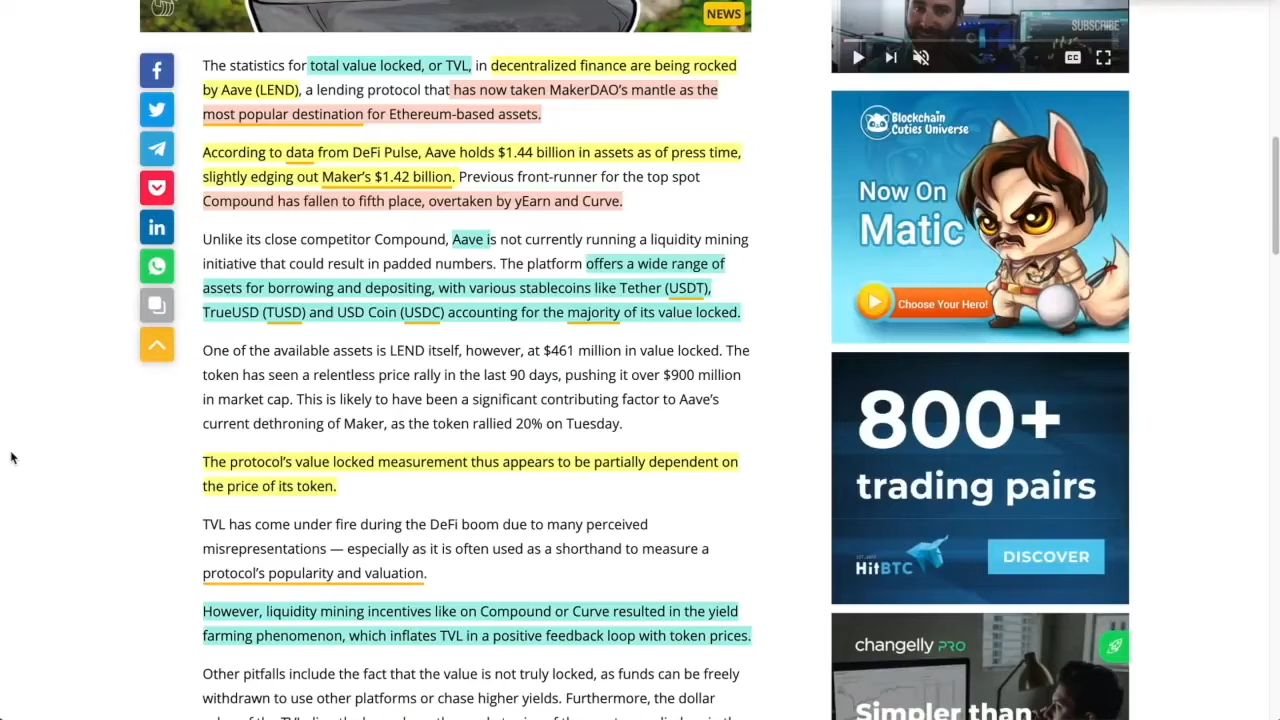 NEWS
The statistics for total value locked, or TVL, in decentralized finance are being rocked
by Aave (LEND), a lending protocol that has now taken MakerDAO’s mantle as the
most popular destination for Ethereum-based assets.
According to data from DeFi Pulse, Aave holds $1.44 billion in assets as of press time,
slightly edging out Maker’s $1.42 billion. Previous front-runner for the top spot
Compound has fallen to fifth place, overtaken by yEarn and Curve.
Unlike its close competitor Compound, Aave is not currently running a liquidity mining
initiative that could result in padded numbers. The platform offers a wide range of
assets for borrowing and depositing, with various stablecoins like Tether (USDT),
TrueUSD (TUSD) and USD Coin (USDC) accounting for the majority of its value locked.
One of the available assets is LEND itself, however, at $461 million in value locked. The
token has seen a relentless price rally in the last 90 days, pushing it over $900 million
in market cap. This is likely to have been a significant contributing factor to Aave’s
current dethroning of Maker, as the token rallied 20% on Tuesday.
The protocol’s value locked measurement thus appears to be partially dependent on
the price of its token.
TVL has come under fire during the DeFi boom due to many perceived
misrepresentations — especially as it is often used as a shorthand to measure a
protocol’s popularity and valuation.
However, liquidity mining incentives like on Compound or Curve resulted in the yield
farming phenomenon, which inflates TVL in a positive feedback loop with token prices.
Other pitfalls include the fact that the value is not truly locked, as funds can be freely
withdrawn to use other platforms or chase higher yields. Furthermore, the dollar
SUBSCRIBE
CC
Blockchain
Cuties Universe
Now On
Matic
Choose Your Hero!
800+
trading pairs
HitBTC
DISCOVER
changelly PRO
Simpler than